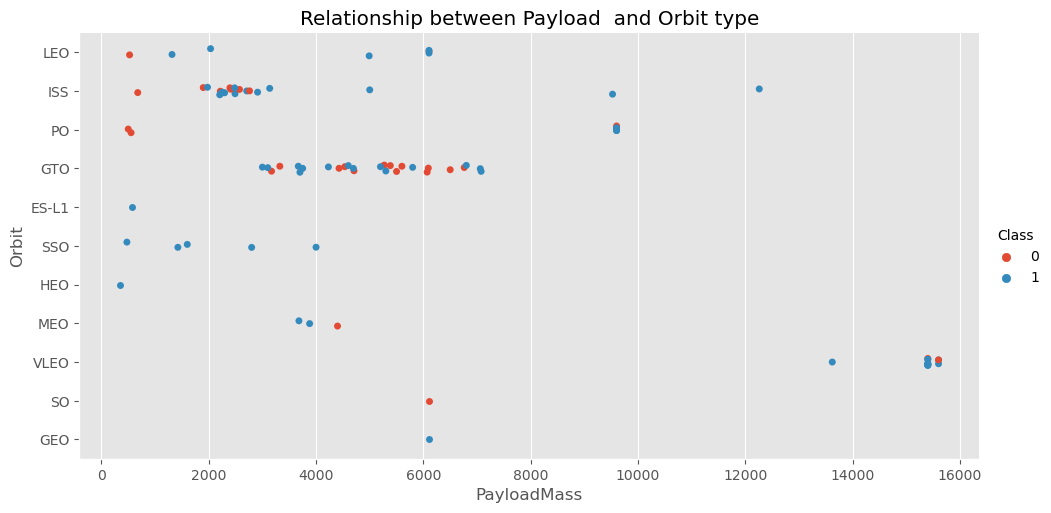 Relationship between Payload  and Orbit type
Orbit
LEO
ISS
PO
GTO
ES-L1
SSO
HEO
MEO
VLEO
SO
GEO
0 2000 4000 6000 8000 10000 12000 14000 16000
PayloadMass
Class
0
1